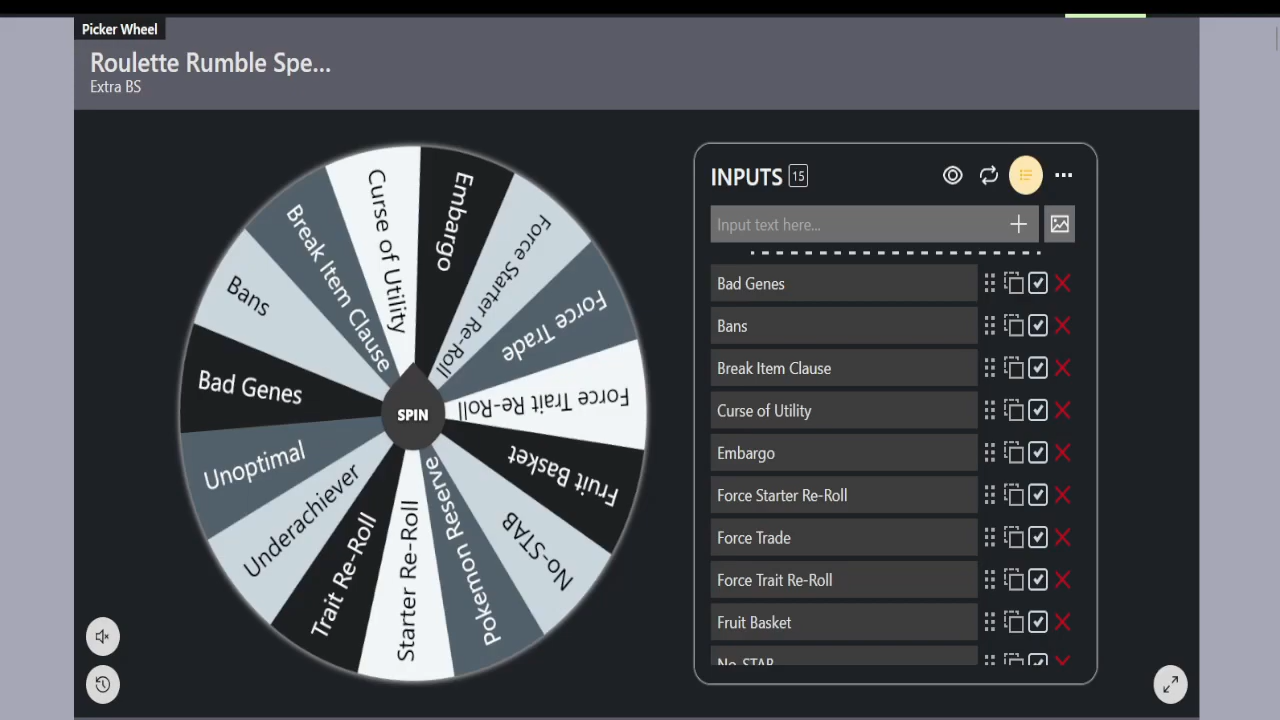 Picker Wheel
Roulette Rumble Spe...
Extra BS
Embargo
Force Starter Re-Roll
Force Trade
Force Trait Re-Roll
Fruit Basket
No-STAB
Pokemon Reserve
Starter Re-Roll
Trait Re-Roll
Underachiever
Unoptimal
Bad Genes
Bans
Break Item Clause
Curse of Utility
SPIN
INPUTS 15
Input text here...
Bad Genes
Bans
Break Item Clause
Curse of Utility
Embargo
Force Starter Re-Roll
Force Trade
Force Trait Re-Roll
Fruit Basket
No-STAB